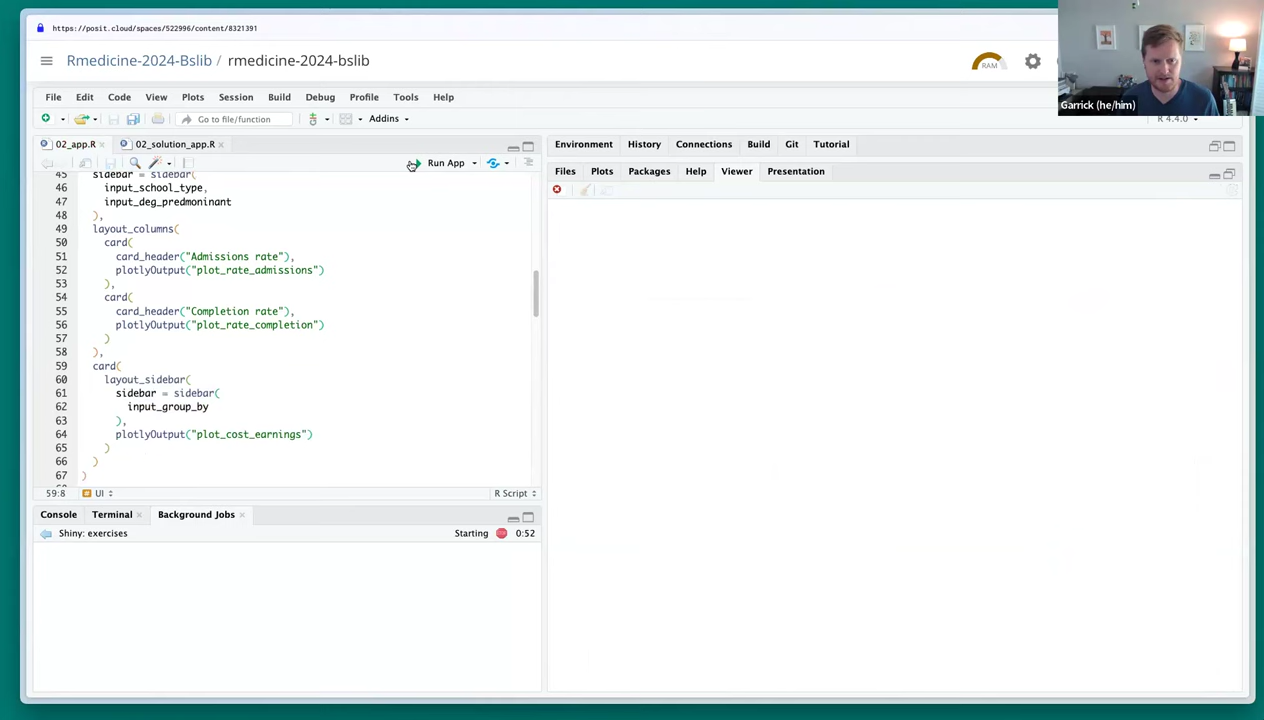 https://posit.cloud/spaces/522996/content/8321391
Rmedicine-2024-Bslib / rmedicine-2024-bslib
RAM
Garrick (he/him)
File Edit Code View Plots Session Build Debug Profile Tools Help
Go to file/function
Addins
R 4.4.0
02_app.R
02_solution_app.R
Run App
45 sidebar = sidebar(
46 input_school_type,
47 input_deg_predmoninant
48 ),
49 layout_columns(
50 card(
51 card_header("Admissions rate"),
52 plotlyOutput("plot_rate_admissions")
53 ),
54 card(
55 card_header("Completion rate"),
56 plotlyOutput("plot_rate_completion")
57 )
58 ),
59 card(
60 layout_sidebar(
61 sidebar = sidebar(
62 input_group_by
63 ),
64 plotlyOutput("plot_cost_earnings")
65 )
66 )
67 )
59:8 UI R Script
Console Terminal Background Jobs
Shiny: exercises Starting 0:52
Environment History Connections Build Git Tutorial
Files Plots Packages Help Viewer Presentation